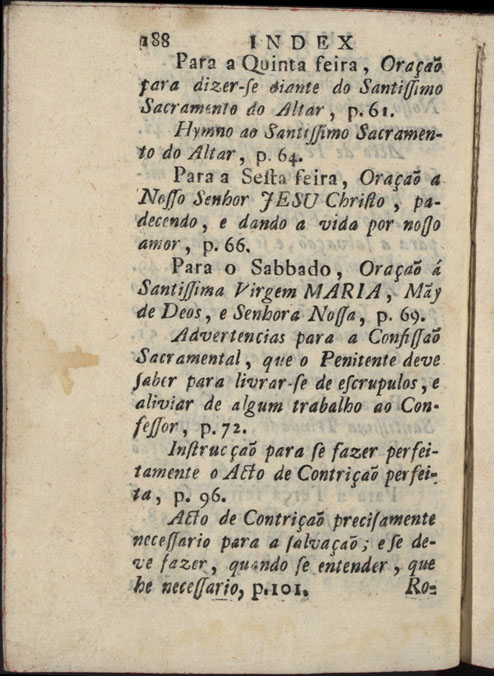 188 INDEX
Para a Quinta feira, Oraçaõ
para dizer-ſe diante do Santiſſimo
Sacramento do Altar, p. 61.
Hymno ao Santiſſimo Sacramen-
to do Altar, p. 64.
Para a Seſta feira, Oraçaõ a
Noſſo Senhor JESU Chriſto, pa-
decendo, e dando a vida por noſſo
amor, p. 66.
Para o Sabbado, Oraçaõ á
Santiſſima Virgem MARIA, Mãy
de Deos, e Senhora Noſſa, p. 69.
Advertencias para a Confiſſaõ
Sacramental, que o Penitente deve
ſaber para livrar-ſe de eſcrupulos, e
aliviar de algum trabalho ao Con-
feſſor, p. 72.
Inſtrucçaõ para ſe fazer perfei-
tamente o Acto de Contriçaõ perfei-
ta, p. 96.
Acto de Contriçaõ preciſamente
neceſſario para a ſalvaçaõ; e ſe de-
ve fazer, quando ſe entender, que
he neceſſario, p. 101. Ro-